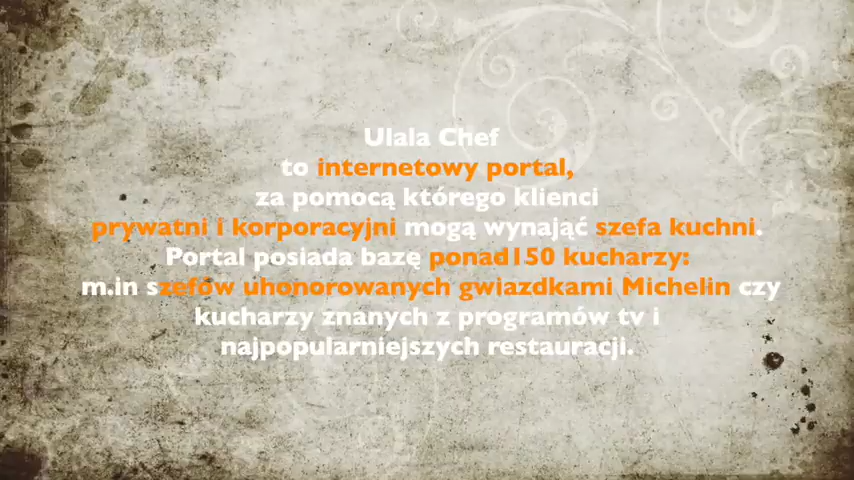 Ulala Chef
to internetowy portal,
za pomocą którego klienci
prywatni i korporacyjni mogą wynająć szefa kuchni.
Portal posiada bazę ponad150 kucharzy:
m.in szefów uhonorowanych gwiazdkami Michelin czy
kucharzy znanych z programów tv i
najpopularniejszych restauracji.